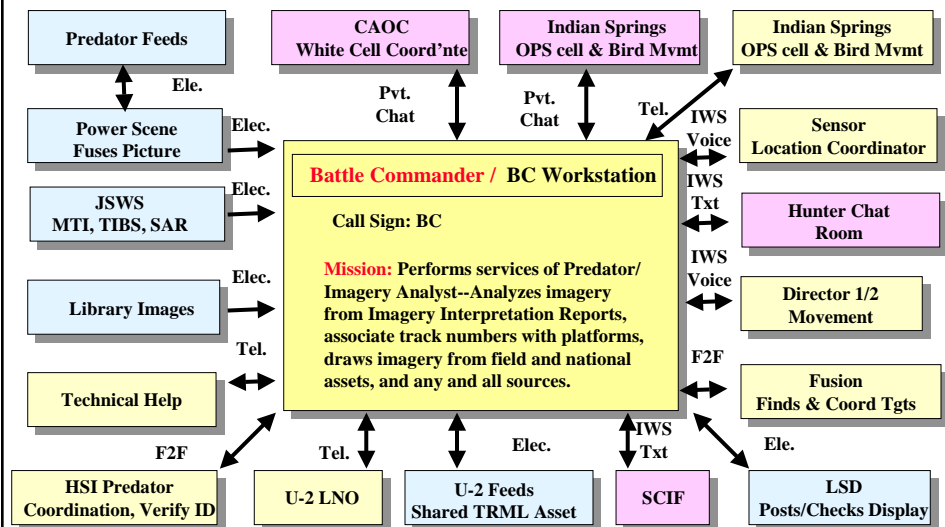 Predator Feeds
CAOC
White Cell Coord'nte
Indian Springs
OPS cell & Bird Mvmt
Indian Springs
OPS cell & Bird Mvmt
Ele.
Pvt.
Chat
Pvt.
Chat
Tel.
Power Scene
Fuses Picture
Elec.
IWS
Voice
Sensor
Location Coordinator
Battle Commander / BC Workstation
JSWS
MTI, TIBS, SAR
Elec.
IWS
Txt
Hunter Chat
Room
Call Sign: BC
Mission: Performs services of Predator/
Imagery Analyst--Analyzes imagery
from Imagery Interpretation Reports,
associate track numbers with platforms,
draws imagery from field and national
assets, and any and all sources.
Library Images
Elec.
IWS
Voice
Director 1/2
Movement
Technical Help
Tel.
F2F
Fusion
Finds & Coord Tgts
F2F
Tel.
Elec.
IWS
Txt
Ele.
HSI Predator
Coordination, Verify ID
U-2 LNO
U-2 Feeds
Shared TRML Asset
SCIF
LSD
Posts/Checks Display